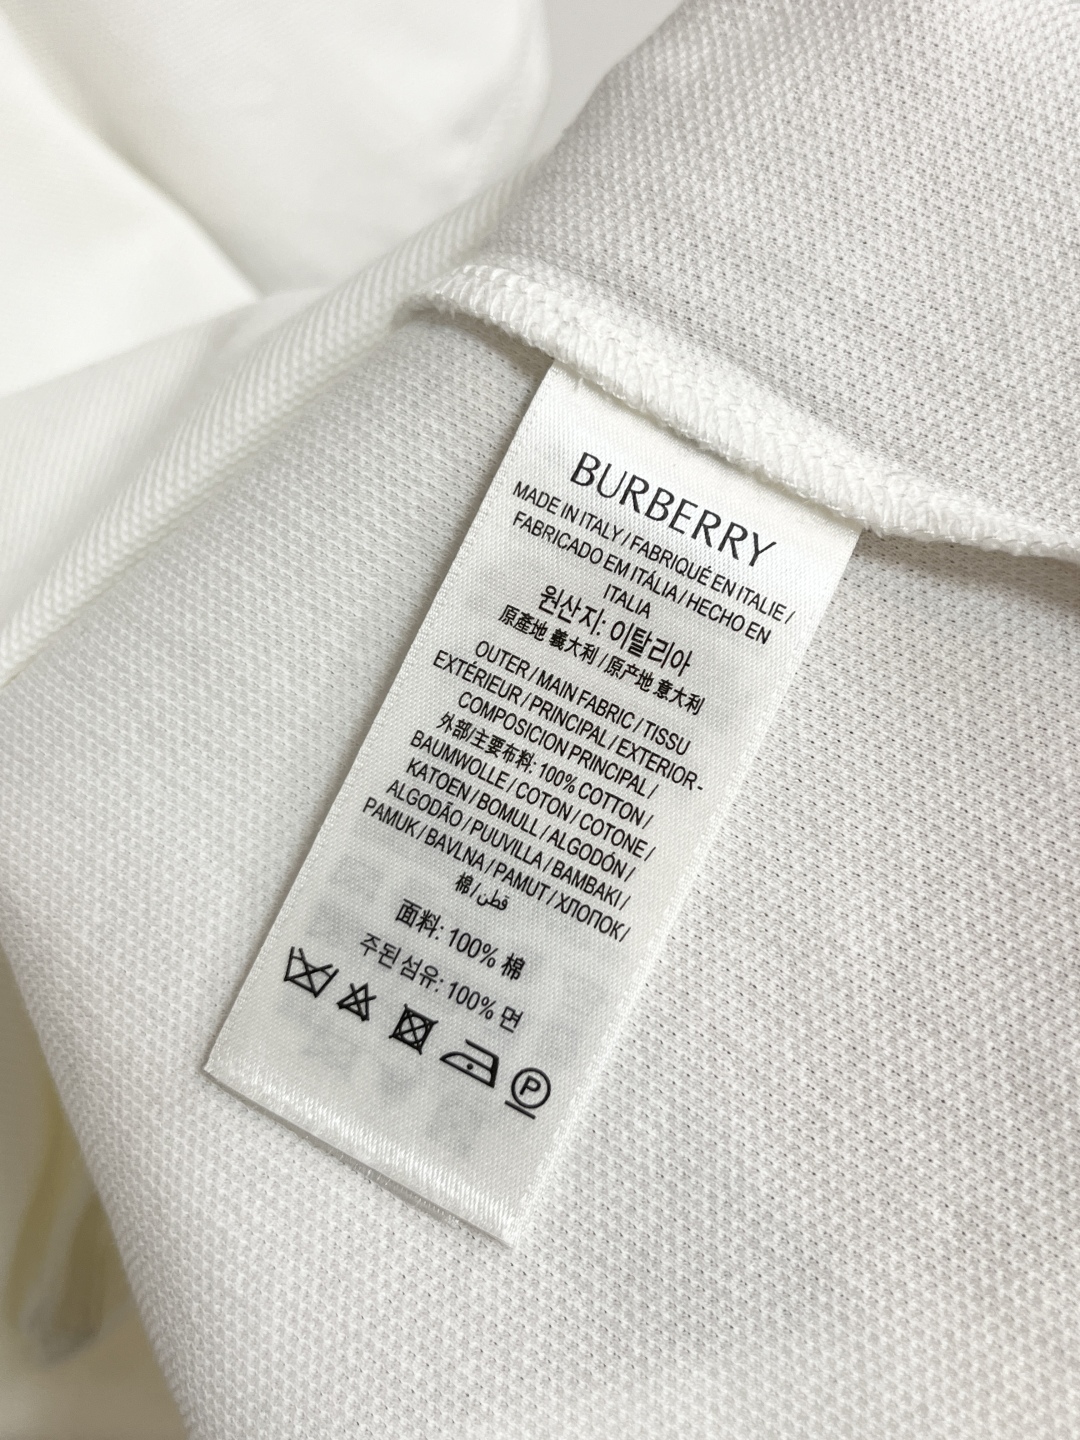 BURBERRY
MADE IN ITALY / FABRIQUÉ EN ITALIE /
FABRICADO EM ITÁLIA / HECHO EN
ITALIA
원산지: 이탈리아
原產地 義大利 / 原产地 意大利
OUTER / MAIN FABRIC / TISSU
EXTÉRIEUR / PRINCIPAL / EXTERIOR-
COMPOSICION PRINCIPAL /
外部/主要布料: 100% COTTON /
BAUMWOLLE / COTON / COTONE /
KATOEN / BOMULL / ALGODÓN /
ALGODÃO / PUUVILLA / BAMBAKI /
PAMUK / BAVLNA / PAMUT / ХЛОПОК /
棉 / قطن
面料: 100% 棉
주된 섬유: 100% 면
P